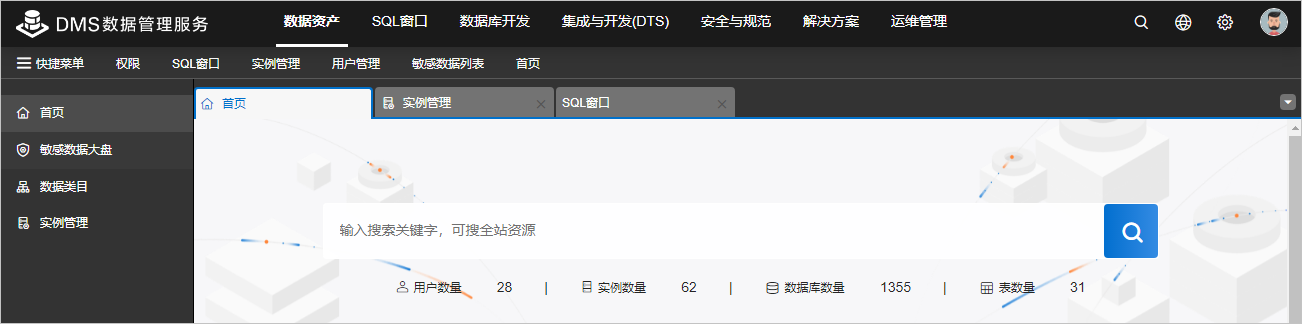 DMS数据管理服务 数据资产 SQL窗口 数据库开发 集成与开发(DTS) 安全与规范 解决方案 运维管理
快捷菜单 权限 SQL窗口 实例管理 用户管理 敏感数据列表 首页
首页 实例管理 SQL窗口
首页
敏感数据大盘
数据类目
实例管理
输入搜索关键字，可搜全站资源
用户数量 28 | 实例数量 62 | 数据库数量 1355 | 表数量 31